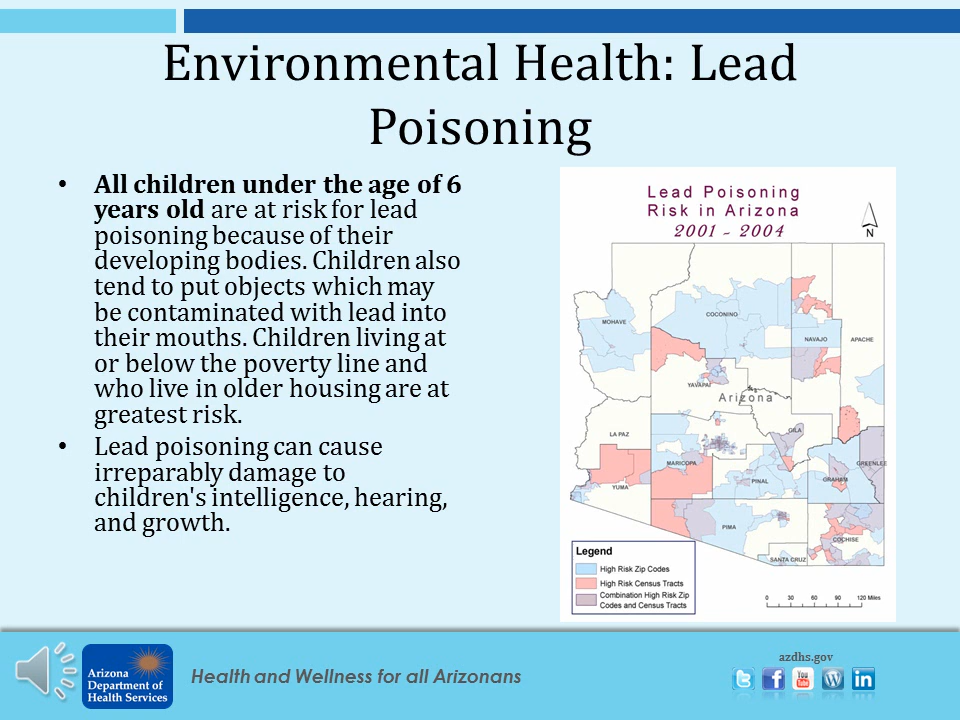 Environmental Health: Lead
Poisoning
• All children under the age of 6
years old are at risk for lead
poisoning because of their
developing bodies. Children also
tend to put objects which may
be contaminated with lead into
their mouths. Children living at
or below the poverty line and
who live in older housing are at
greatest risk.
• Lead poisoning can cause
irreparably damage to
children's intelligence, hearing,
and growth.
Lead Poisoning
Risk in Arizona
2001 - 2004
N
MOHAVE
COCONINO
NAVAJO
APACHE
YAVAPAI
Arizona
LA PAZ
GILA
MARICOPA
GREENLEE
YUMA
PINAL
GRAHAM
PIMA
COCHISE
SANTA CRUZ
Legend
High Risk Zip Codes
High Risk Census Tracts
Combination High Risk Zip
Codes and Census Tracts
0 30 60 90 120 Miles
Arizona
Department of
Health Services
Health and Wellness for all Arizonans
azdhs.gov
You
Tube